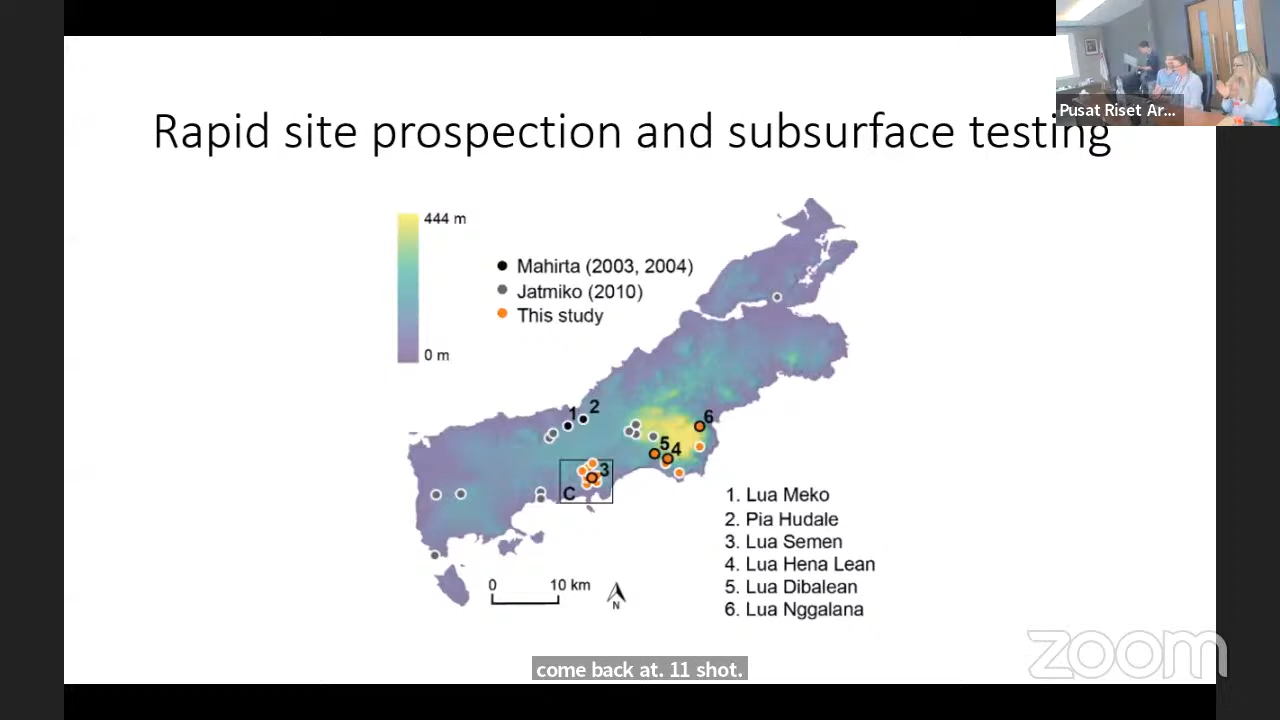 Pusat Riset Ar...
Rapid site prospection and subsurface testing
444 m
0 m
Mahirta (2003, 2004)
Jatmiko (2010)
This study
1
2
3
4
5
6
C
0
10 km
N
1. Lua Meko
2. Pia Hudale
3. Lua Semen
4. Lua Hena Lean
5. Lua Dibalean
6. Lua Nggalana
zoom
come back at. 11 shot.